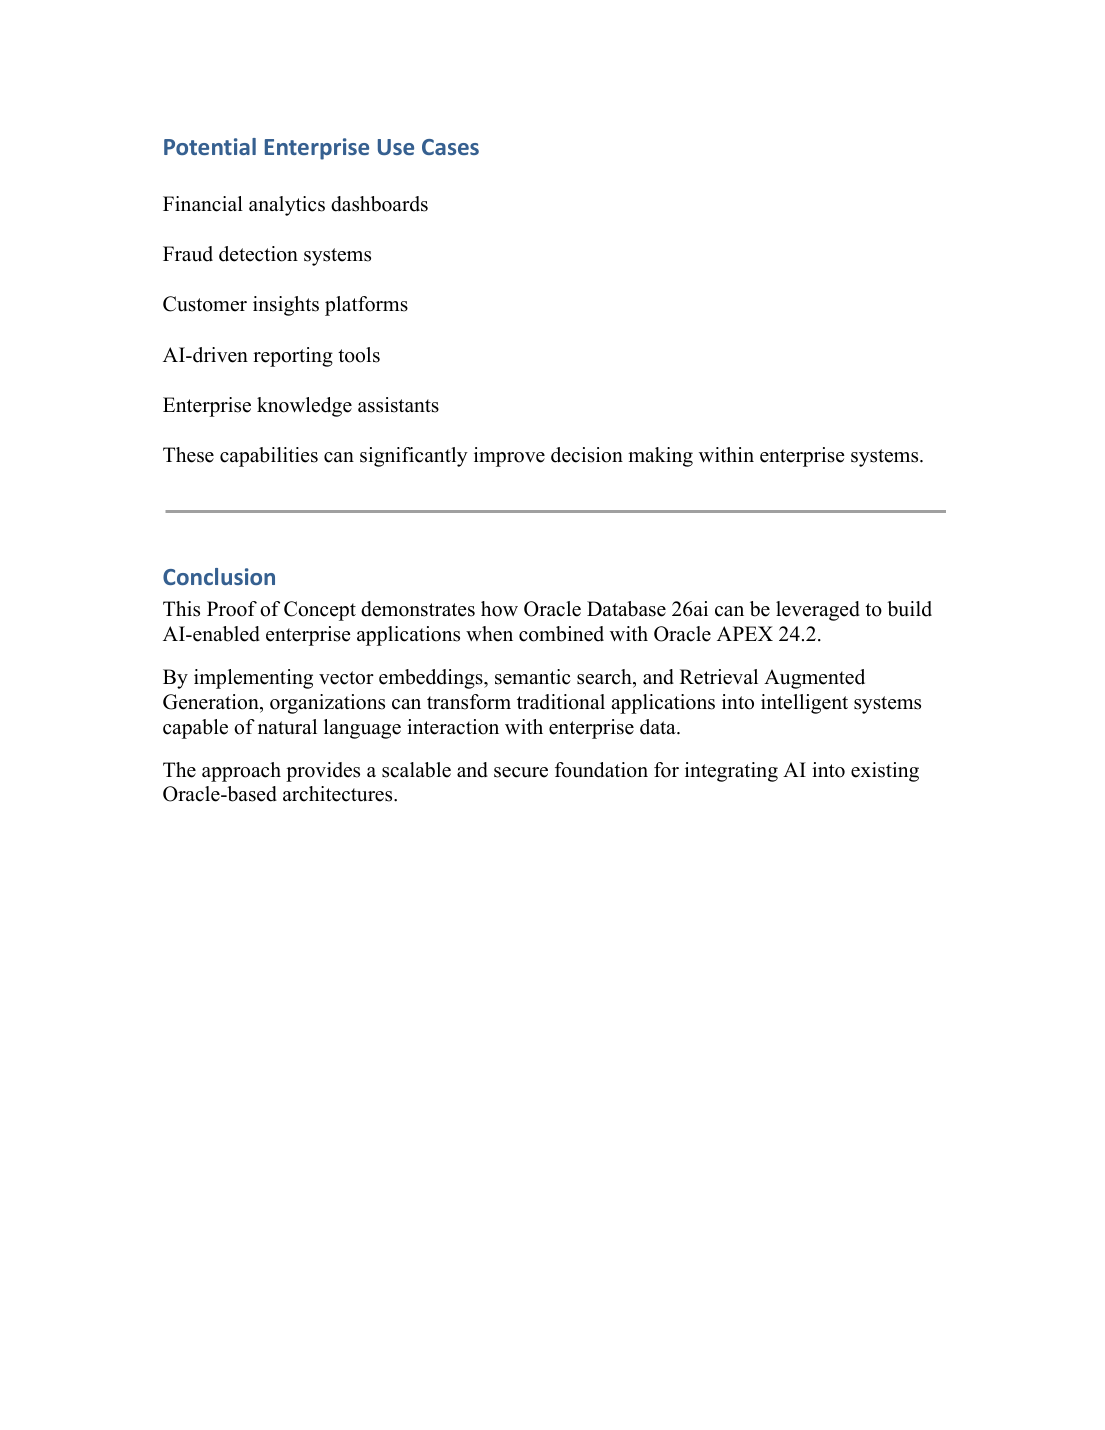 Potential Enterprise Use Cases
Financial analytics dashboards
Fraud detection systems
Customer insights platforms
AI-driven reporting tools
Enterprise knowledge assistants
These capabilities can significantly improve decision making within enterprise systems.
Conclusion
This Proof of Concept demonstrates how Oracle Database 26ai can be leveraged to build
AI-enabled enterprise applications when combined with Oracle APEX 24.2.
By implementing vector embeddings, semantic search, and Retrieval Augmented
Generation, organizations can transform traditional applications into intelligent systems
capable of natural language interaction with enterprise data.
The approach provides a scalable and secure foundation for integrating AI into existing
Oracle-based architectures.